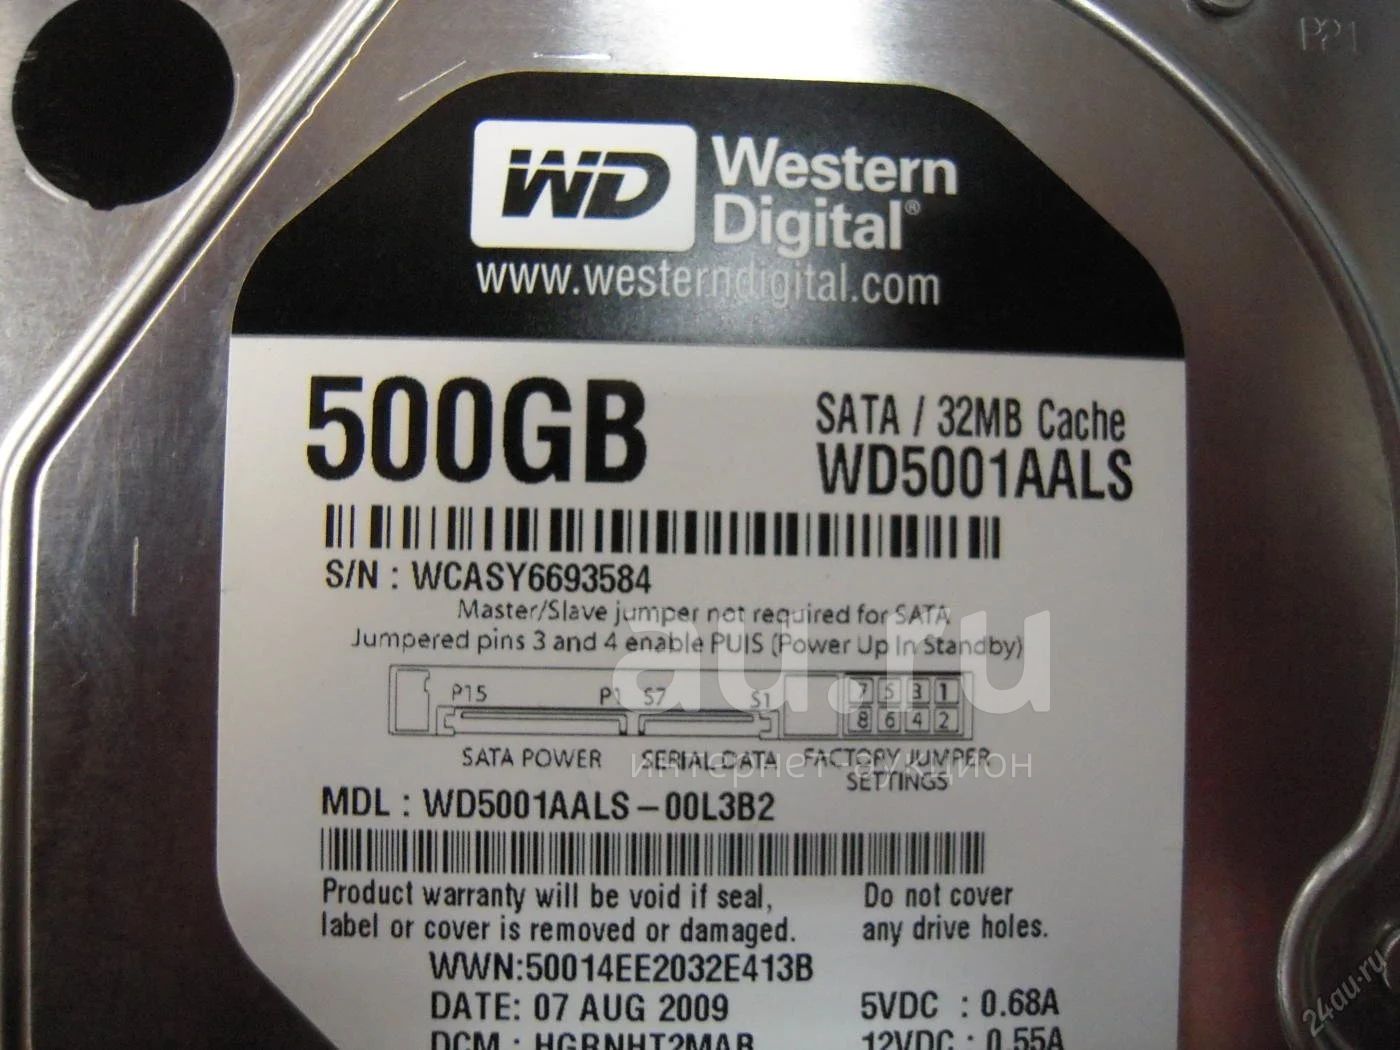 P21
WD Western
Digital®
www.westerndigital.com
500GB
SATA / 32MB Cache
WD5001AALS
S/N : WCASY6693584
Master/Slave jumper not required for SATA
Jumpered pins 3 and 4 enable PUIS (Power Up In Standby)
au.ru
P15 P1 S7 S1 7 5 3 1
8 6 4 2
SATA POWER SERIAL DATA FACTORY JUMPER
SETTINGS
интернет-аукцион
MDL : WD5001AALS-00L3B2
Product warranty will be void if seal,
label or cover is removed or damaged.
Do not cover
any drive holes.
WWN:50014EE2032E413B
DATE: 07 AUG 2009
5VDC : 0.68A
DCM : HGRNHT2MAB
12VDC : 0.55A
24au.ru